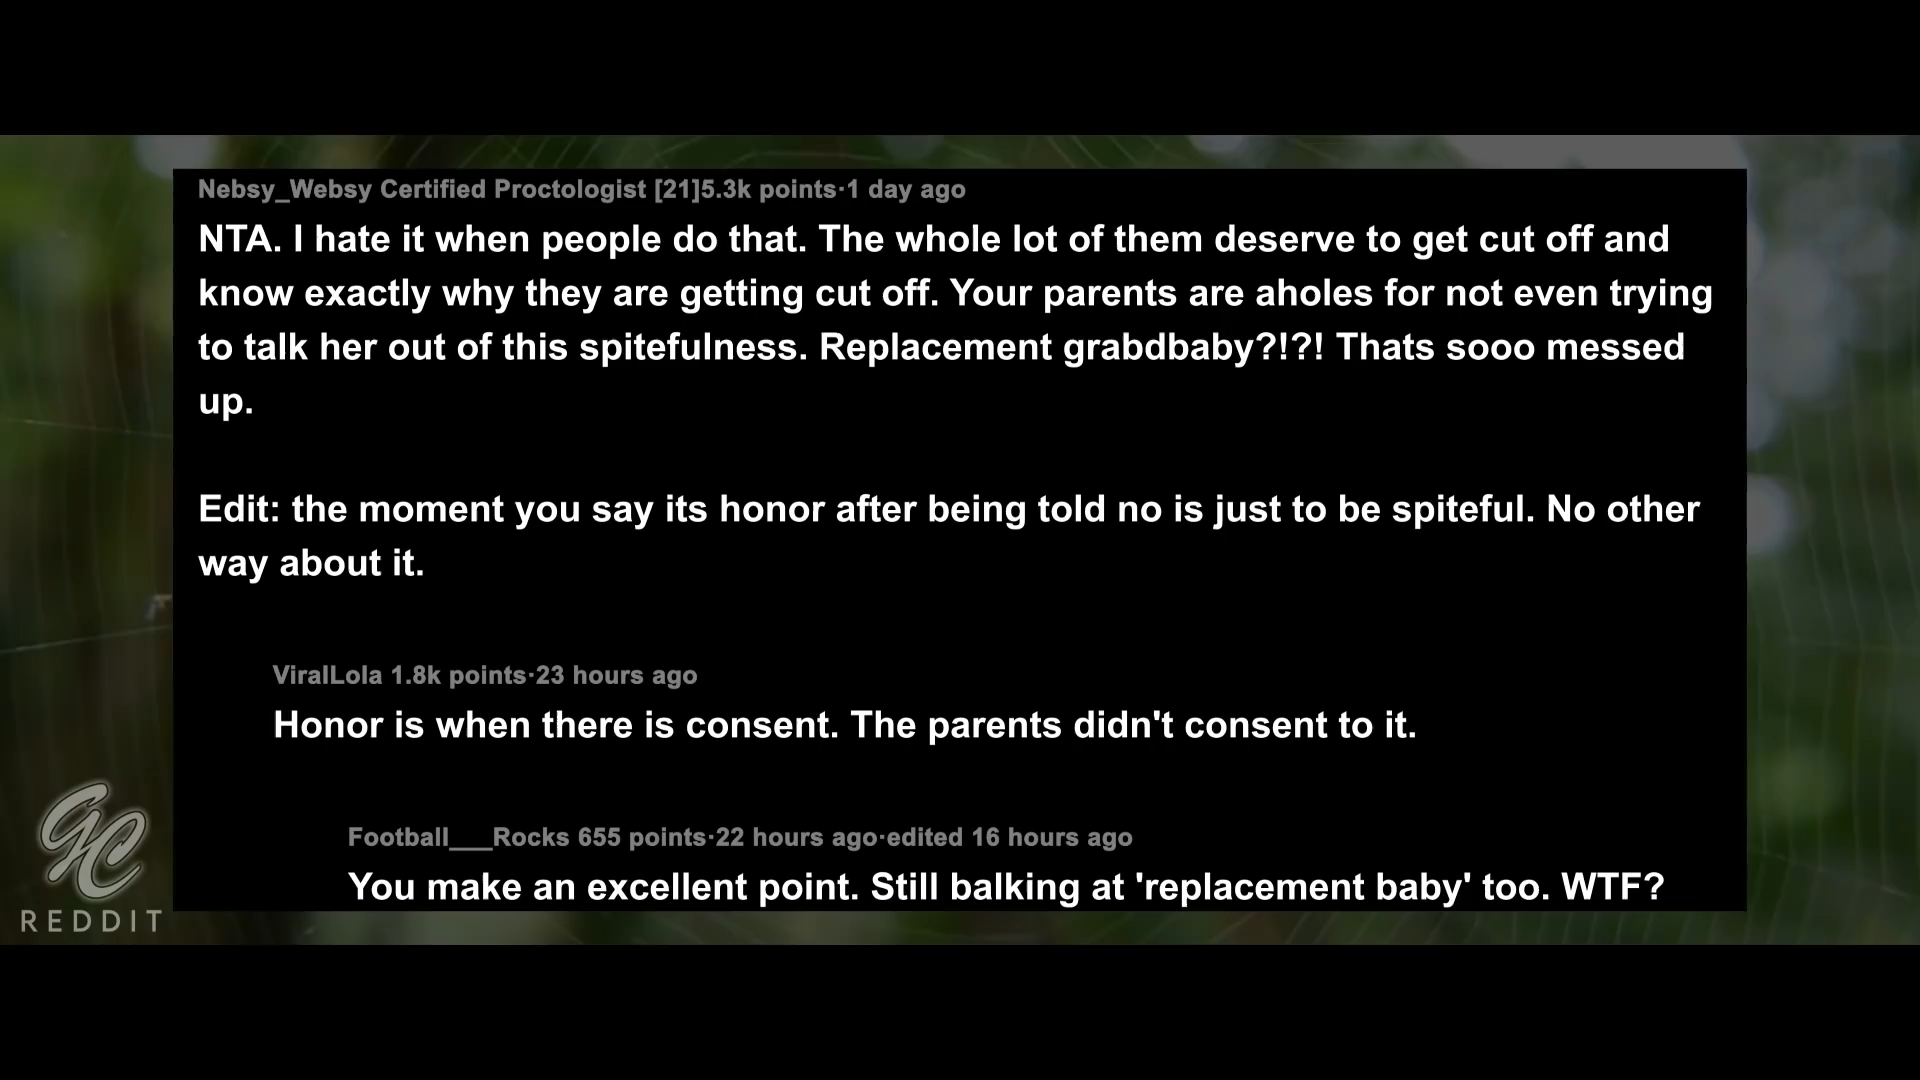 Nebsy_Websy Certified Proctologist [21]5.3k points·1 day ago
NTA. I hate it when people do that. The whole lot of them deserve to get cut off and
know exactly why they are getting cut off. Your parents are aholes for not even trying
to talk her out of this spitefulness. Replacement grabdbaby?!?! Thats sooo messed
up.
Edit: the moment you say its honor after being told no is just to be spiteful. No other
way about it.
ViralLola 1.8k points·23 hours ago
Honor is when there is consent. The parents didn't consent to it.
Football___Rocks 655 points·22 hours ago·edited 16 hours ago
You make an excellent point. Still balking at 'replacement baby' too. WTF?
GC
REDDIT